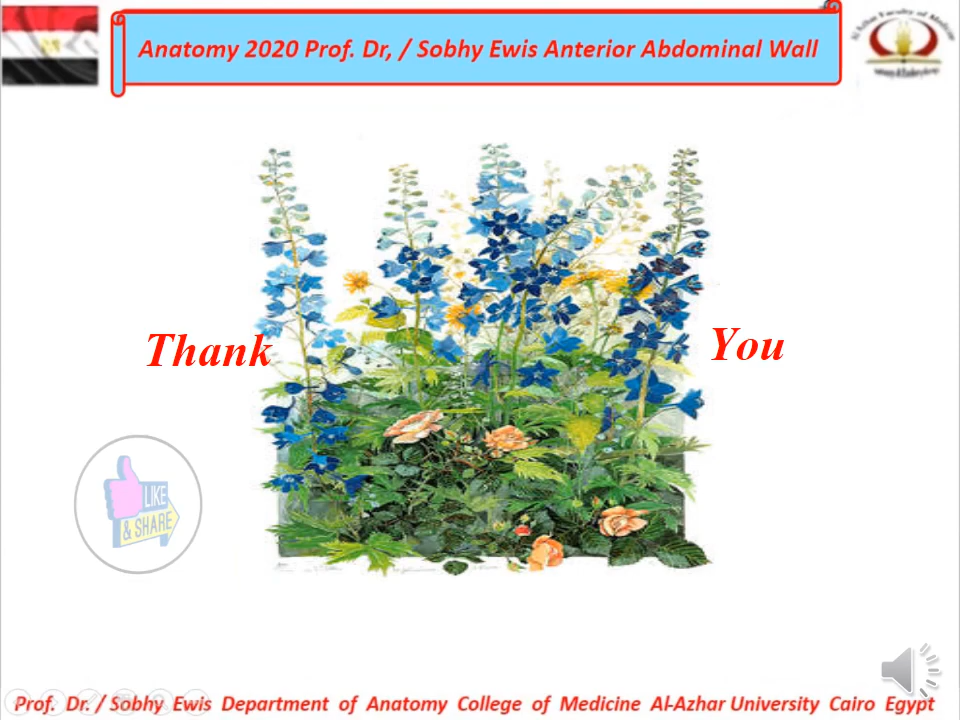 Anatomy 2020 Prof. Dr, / Sobhy Ewis Anterior Abdominal Wall
Thank You
LIKE
& SHARE
Prof. Dr. / Sobhy Ewis Department of Anatomy College of Medicine Al-Azhar University Cairo Egypt